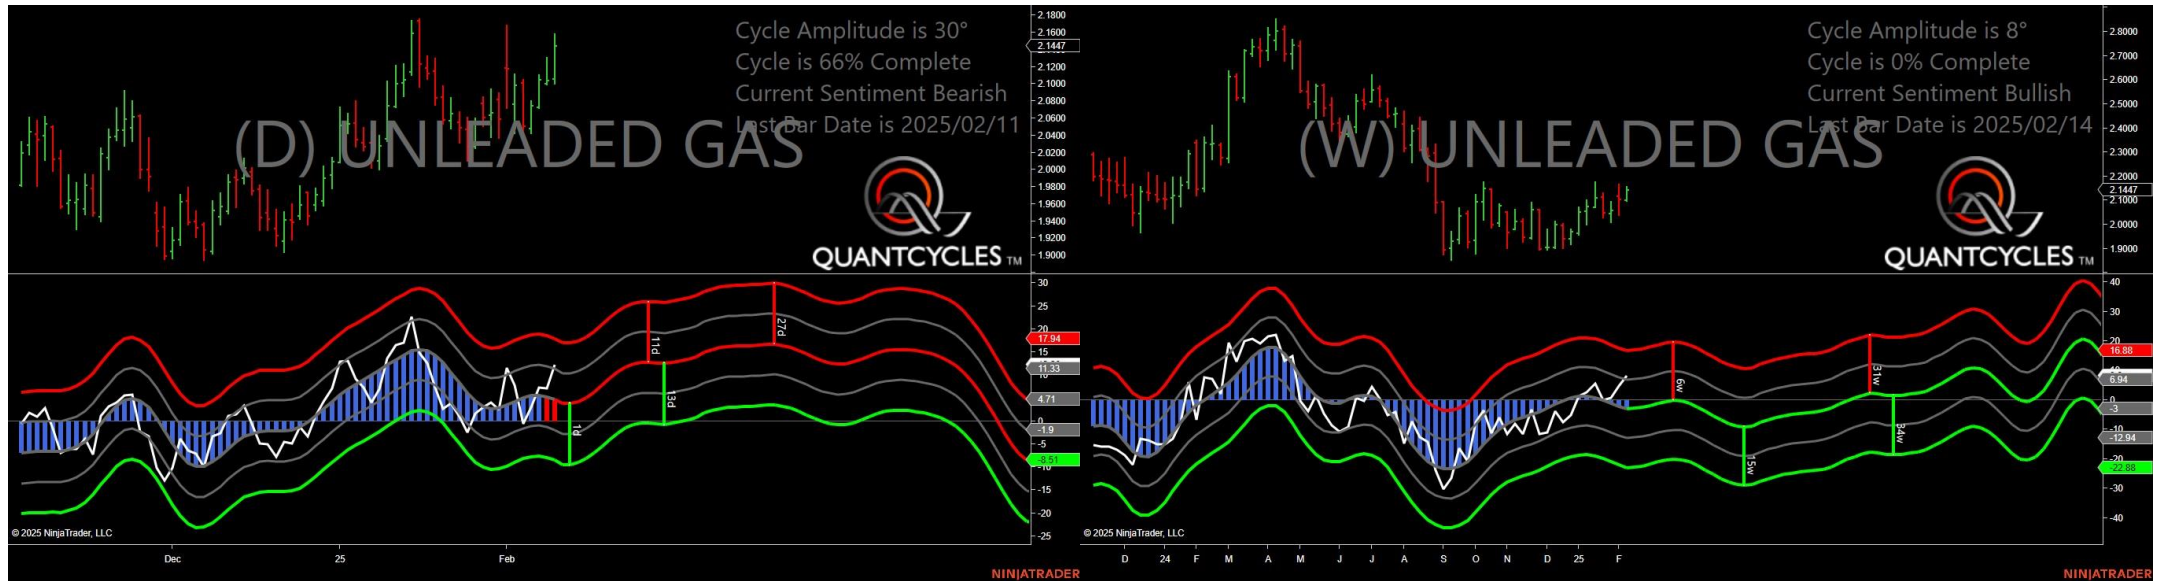 Cycle Amplitude is 30°
Cycle is 66% Complete
Current Sentiment Bearish
Last Bar Date is 2025/02/11
(D) UNLEADED GAS
QUANTCYCLES TM
2.1800
2.1600
2.1447
2.1200
2.1000
2.0800
2.0600
2.0400
2.0200
2.0000
1.9800
1.9600
1.9400
1.9200
1.9000
30
25
20
17.94
15
11.33
10
4.71
0
-1.9
-5
-8.51
-10
-15
-20
-25
11d
27d
1d
13d
© 2025 NinjaTrader, LLC
Dec
25
Feb
NINJATRADER
Cycle Amplitude is 8°
Cycle is 0% Complete
Current Sentiment Bullish
Last Bar Date is 2025/02/14
(W) UNLEADED GAS
QUANTCYCLES TM
2.8000
2.6000
2.5000
2.4000
2.3000
2.2000
2.1447
2.1000
2.0000
1.9000
40
30
20
16.88
6.94
0
-3
-10
-12.94
-20
-22.88
-30
-40
6w
31w
15w
34w
© 2025 NinjaTrader, LLC
D 24 F M A M J J A S O N D 25 F
NINJATRADER